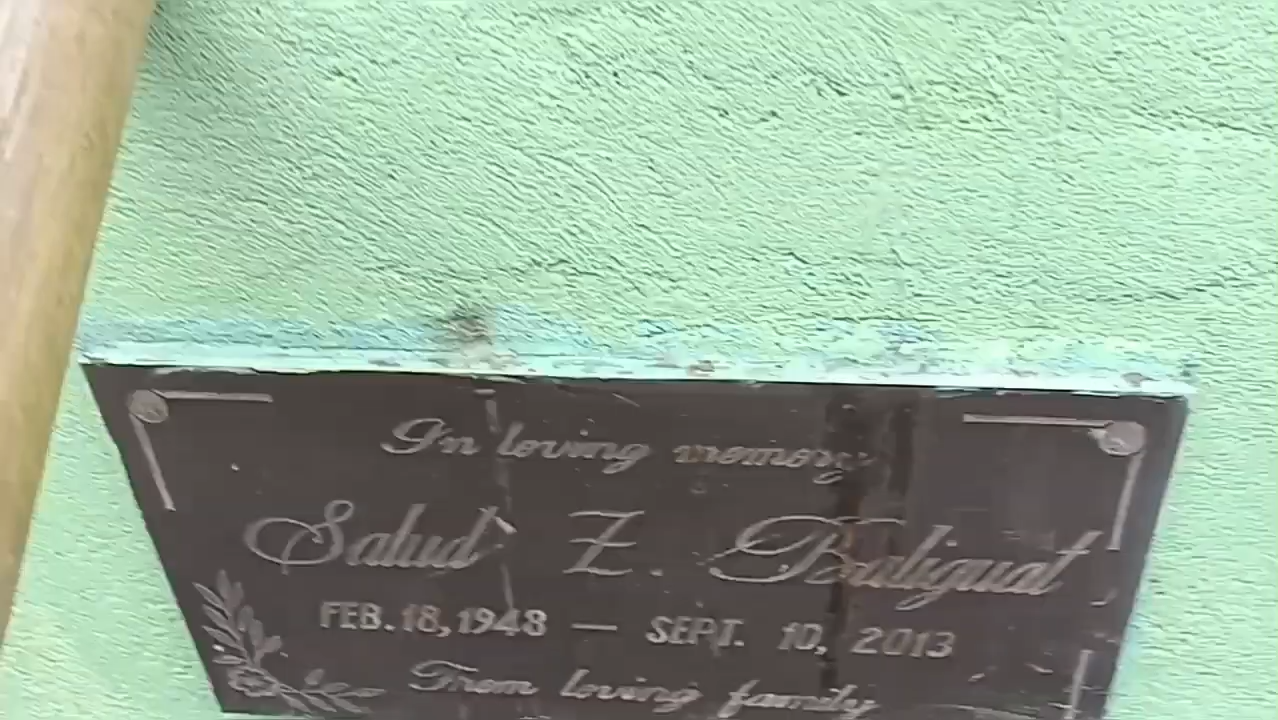 In loving memory
Salud Z. Baliguat
FEB. 18, 1948 — SEPT. 10, 2013
From loving family